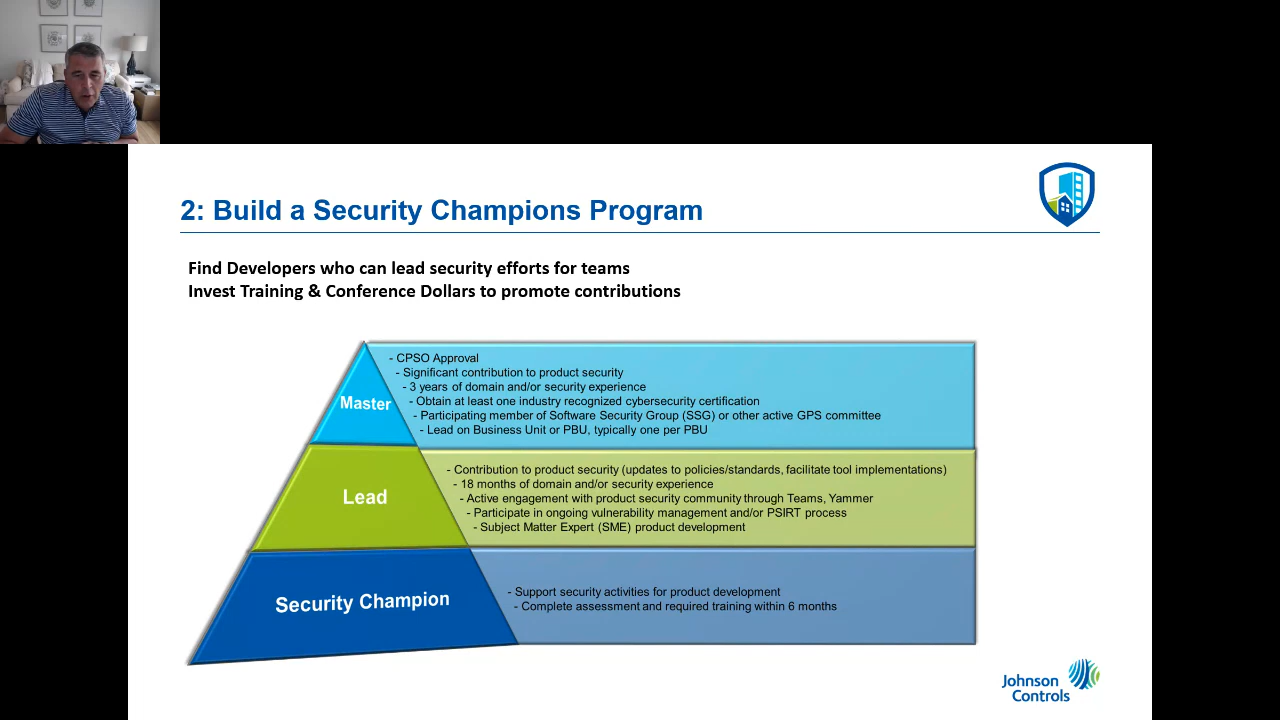 2: Build a Security Champions Program
Find Developers who can lead security efforts for teams
Invest Training & Conference Dollars to promote contributions
Master
- CPSO Approval
- Significant contribution to product security
- 3 years of domain and/or security experience
- Obtain at least one industry recognized cybersecurity certification
- Participating member of Software Security Group (SSG) or other active GPS committee
- Lead on Business Unit or PBU, typically one per PBU
Lead
- Contribution to product security (updates to policies/standards, facilitate tool implementations)
- 18 months of domain and/or security experience
- Active engagement with product security community through Teams, Yammer
- Participate in ongoing vulnerability management and/or PSIRT process
- Subject Matter Expert (SME) product development
Security Champion
- Support security activities for product development
- Complete assessment and required training within 6 months
Johnson
Controls